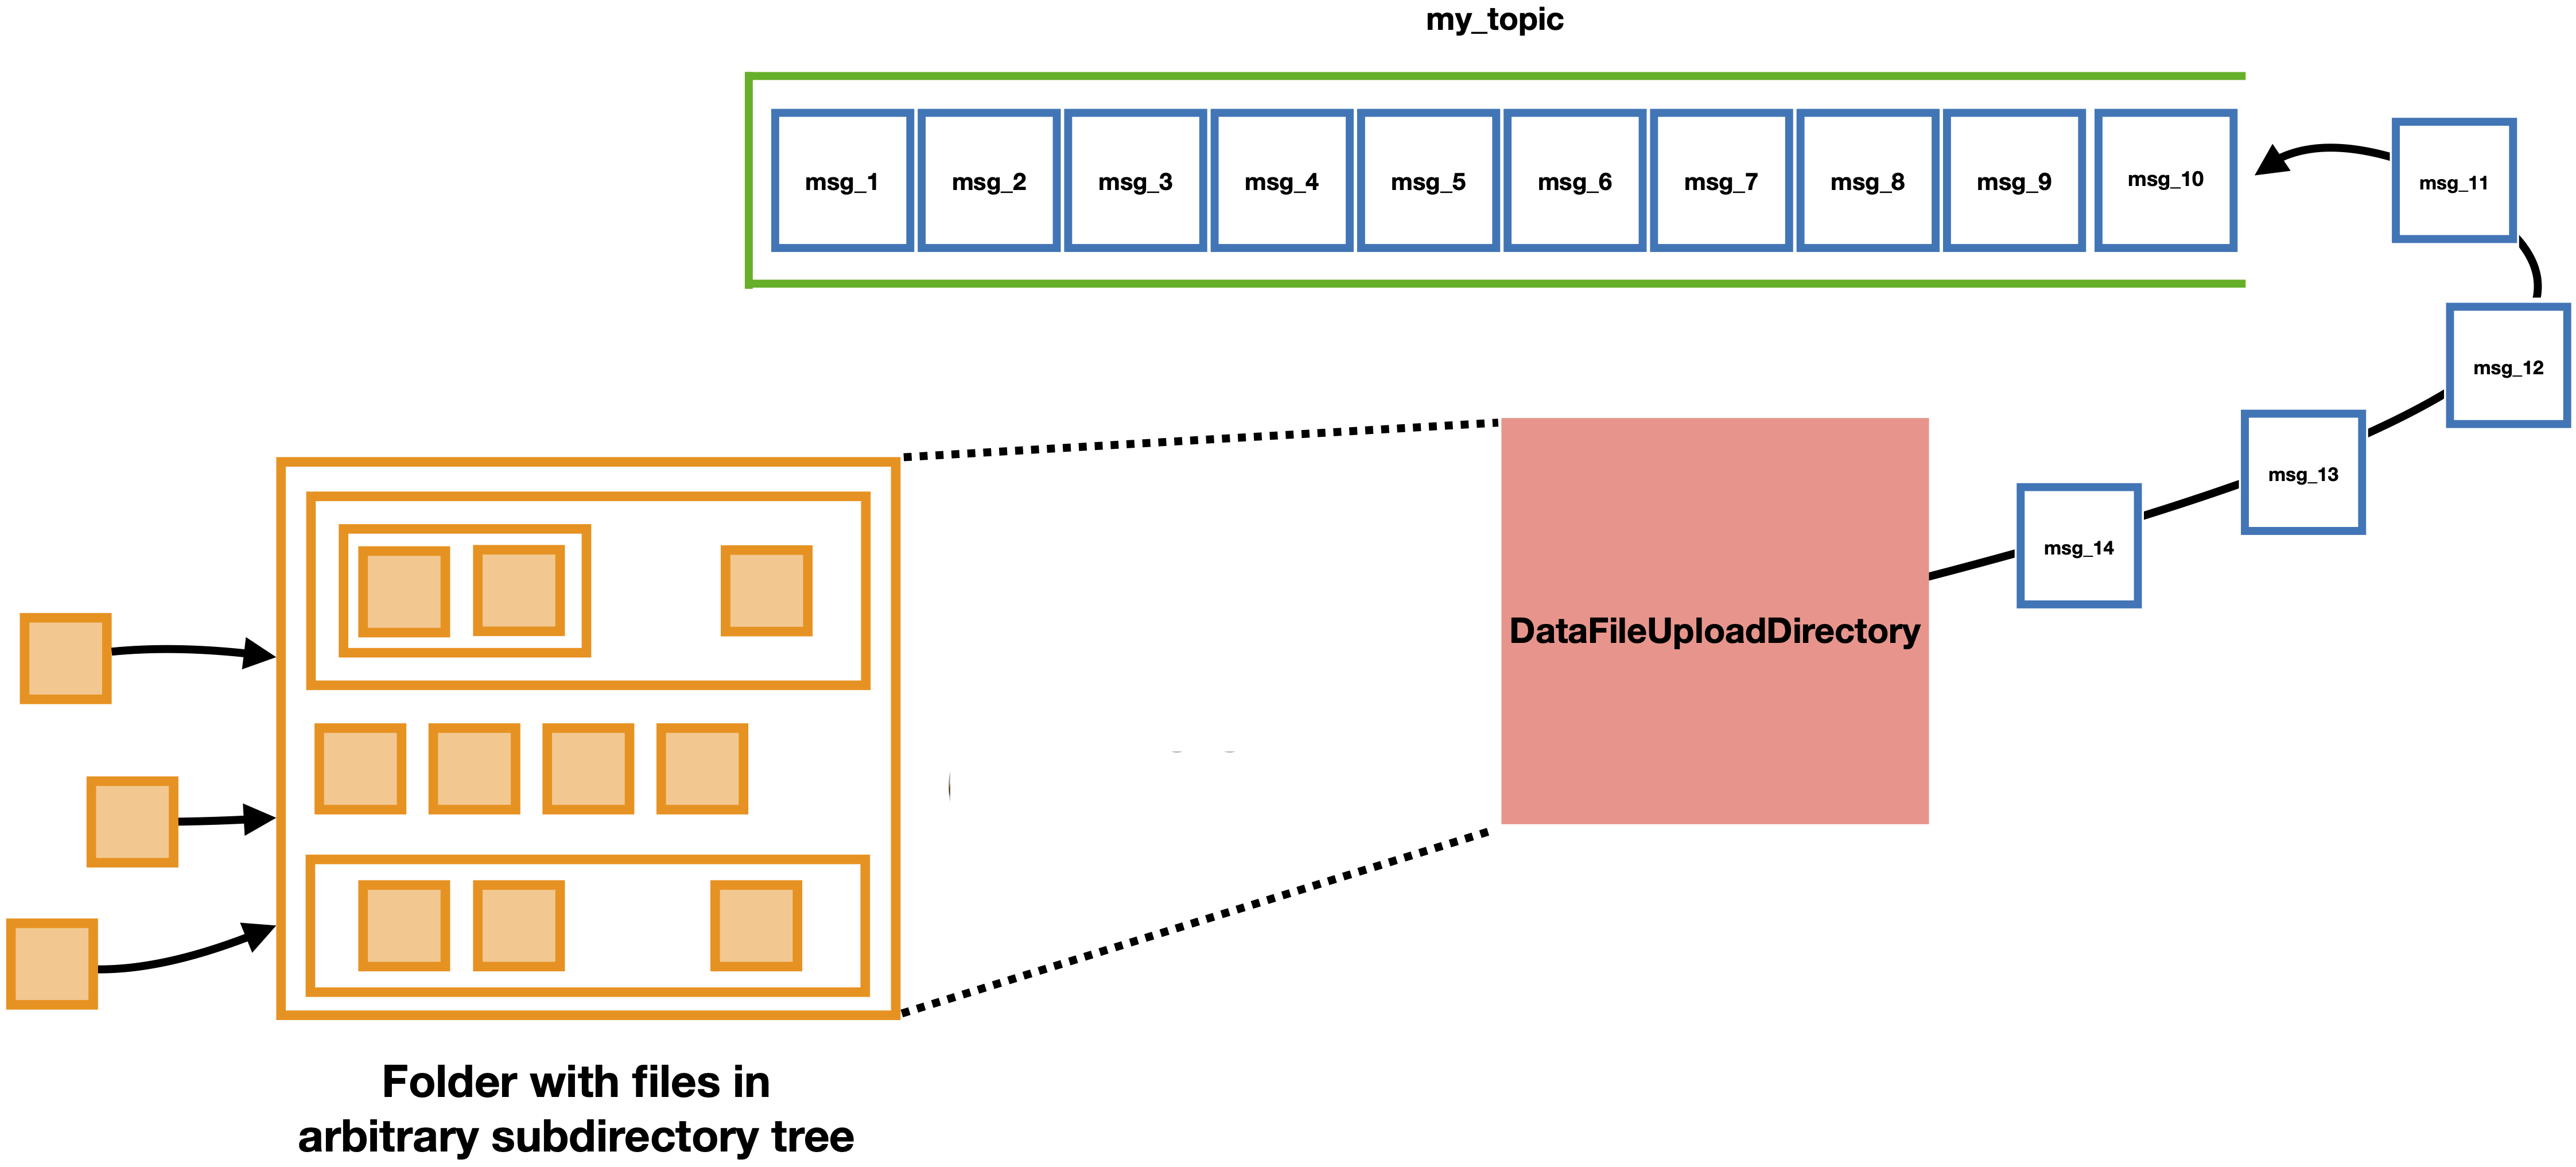 my_topic
msg_1
msg_2
msg_3
msg_4
msg_5
msg_6
msg_7
msg_8
msg_9
msg_10
msg_11
msg_12
msg_13
msg_14
DataFileUploadDirectory
Folder with files in
arbitrary subdirectory tree